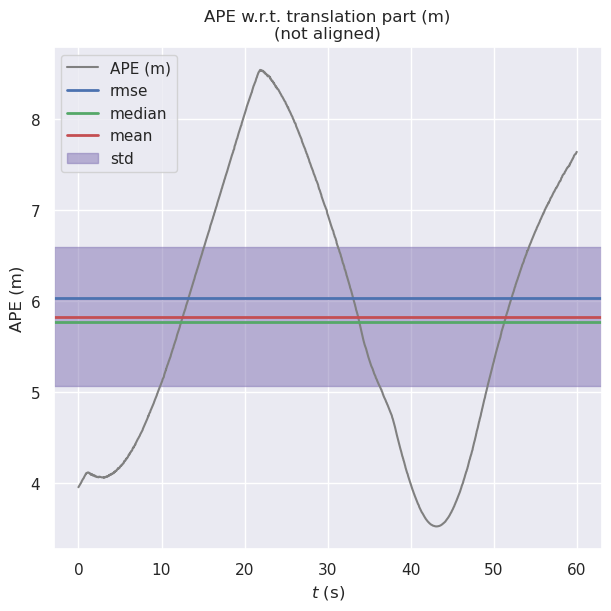 APE w.r.t. translation part (m)
(not aligned)
APE (m)
rmse
median
mean
std
APE (m)
8
7
6
5
4
0
10
20
30
40
50
60
t (s)